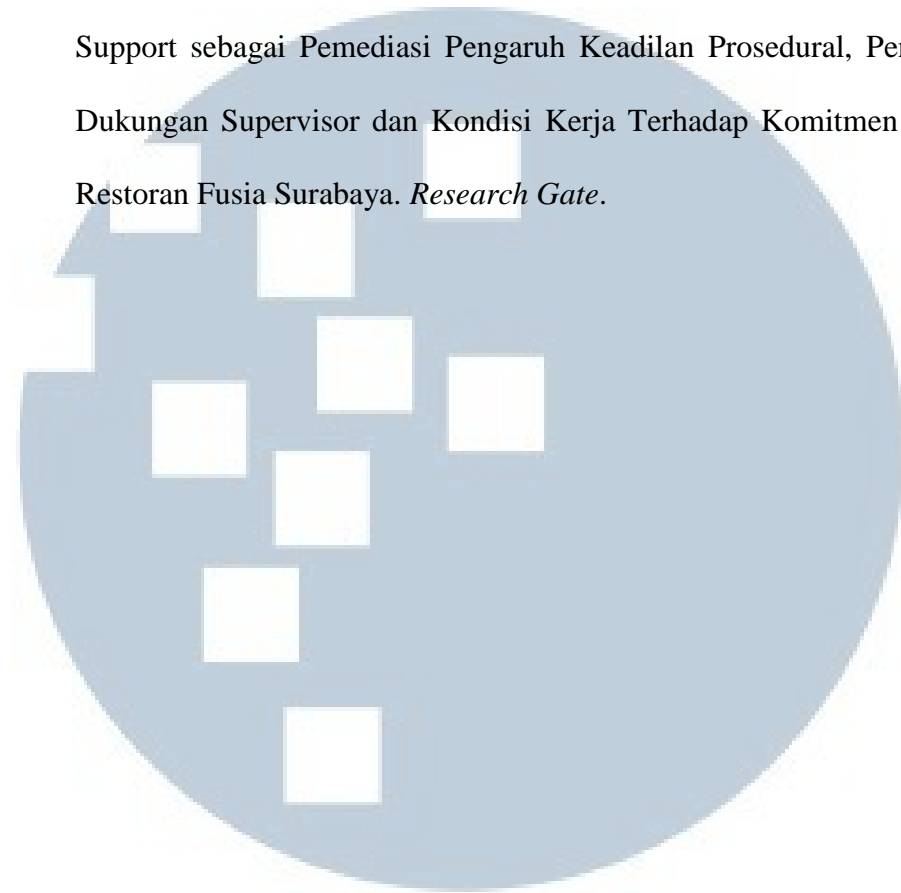 Support sebagai Pemediasi Pengaruh Keadilan Prosedural,
Dukungan Supervisor dan Kondisi Kerja Terhadap Komitmen
Restoran Fusia Surabaya. Research Gate.